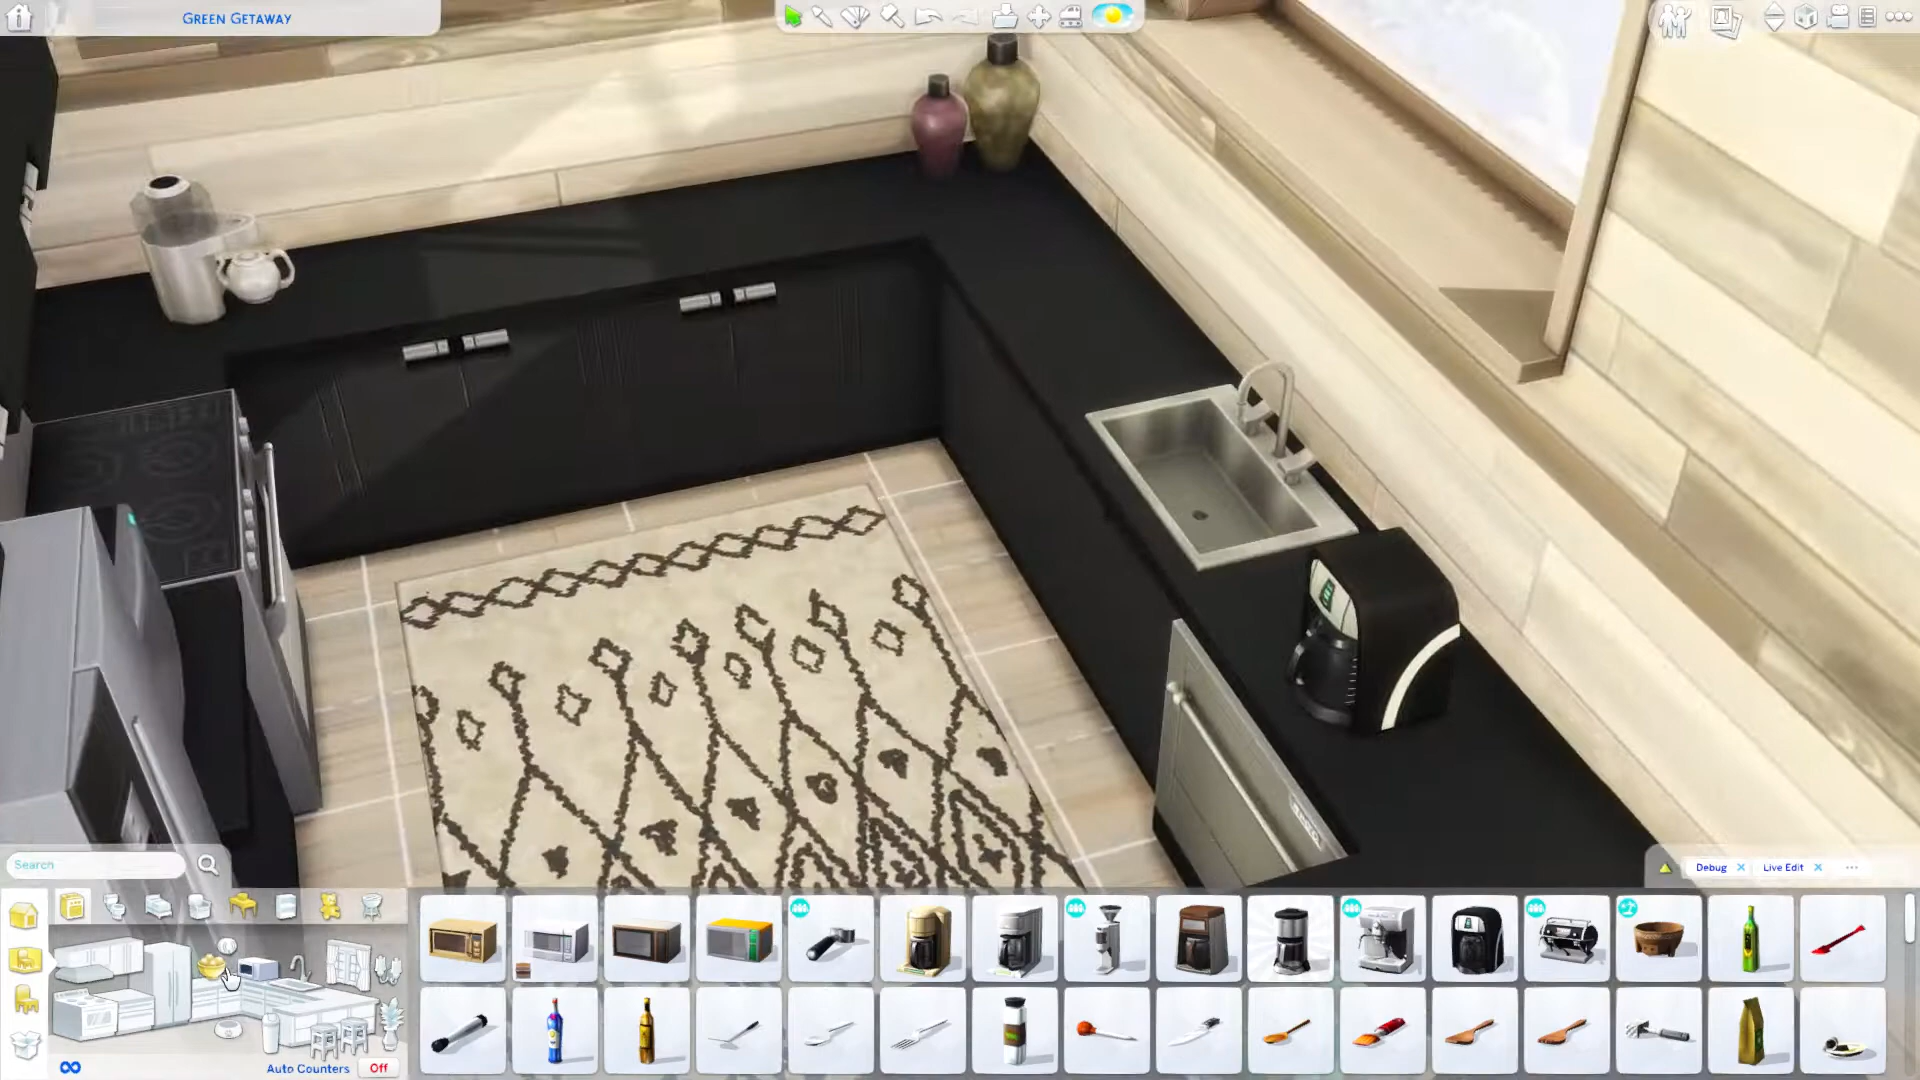 GREEN GETAWAY
Search
Debug
Live Edit
Auto Counters
Off